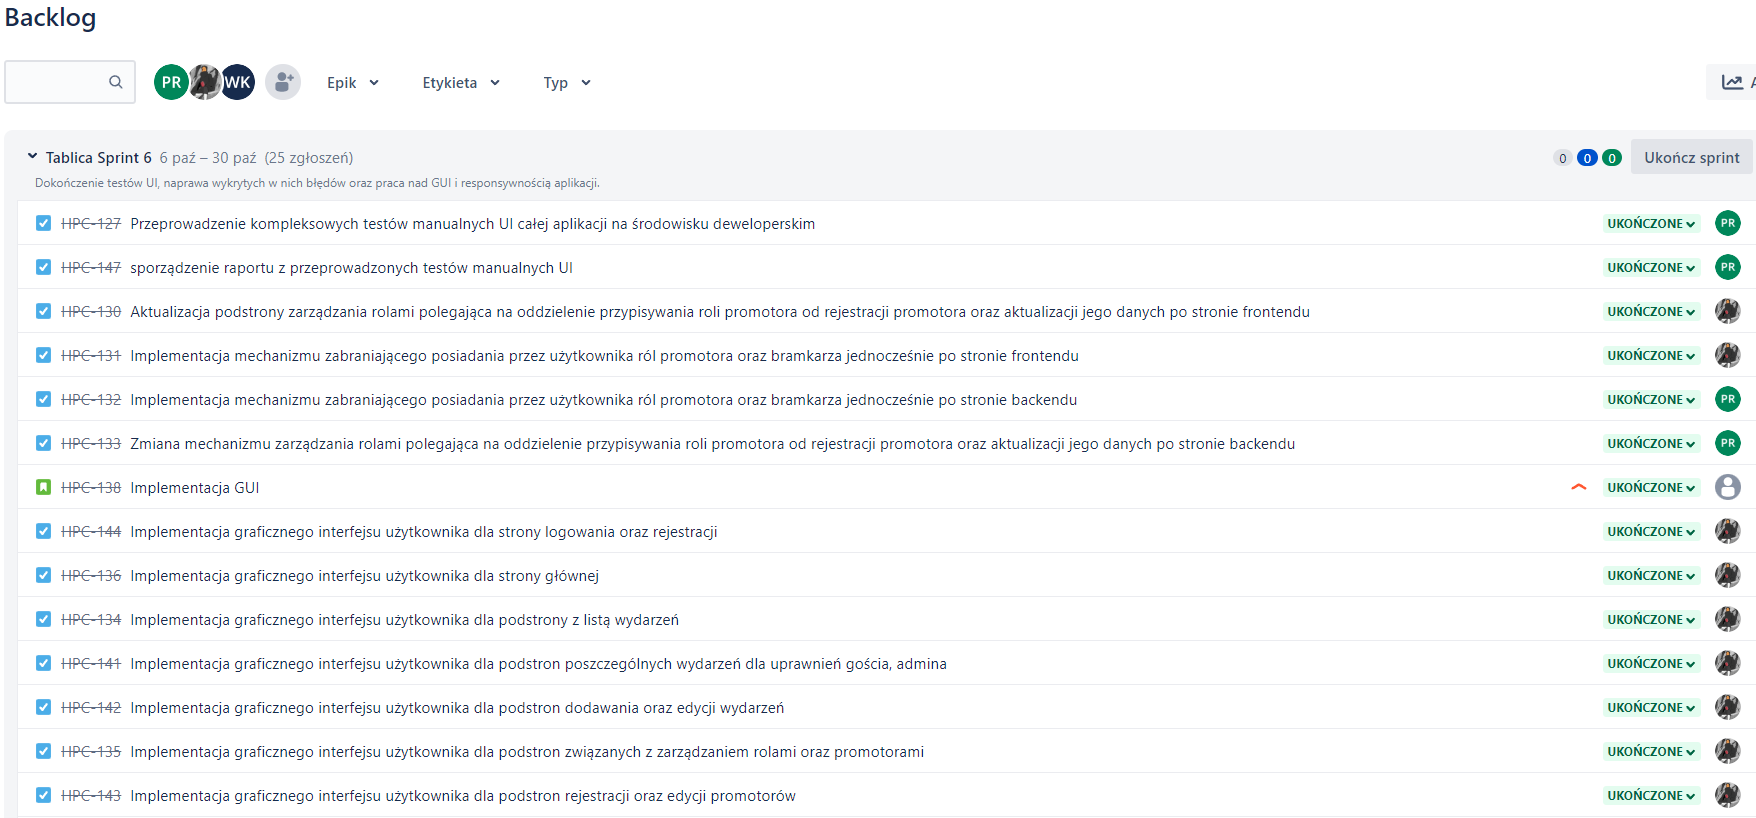 Backlog
PR WK Epik Etykieta Typ A
Tablica Sprint 6 6 paź – 30 paź (25 zgłoszeń) 0 0 0 Ukończ sprint
Dokończenie testów UI, naprawa wykrytych w nich błędów oraz praca nad GUI i responsywnością aplikacji.
HPC-127 Przeprowadzenie kompleksowych testów manualnych UI całej aplikacji na środowisku deweloperskim UKOŃCZONE PR
HPC-147 sporządzenie raportu z przeprowadzonych testów manualnych UI UKOŃCZONE PR
HPC-130 Aktualizacja podstrony zarządzania rolami polegająca na oddzielenie przypisywania roli promotora od rejestracji promotora oraz aktualizacji jego danych po stronie frontendu UKOŃCZONE
HPC-131 Implementacja mechanizmu zabraniającego posiadania przez użytkownika ról promotora oraz bramkarza jednocześnie po stronie frontendu UKOŃCZONE
HPC-132 Implementacja mechanizmu zabraniającego posiadania przez użytkownika ról promotora oraz bramkarza jednocześnie po stronie backendu UKOŃCZONE PR
HPC-133 Zmiana mechanizmu zarządzania rolami polegająca na oddzielenie przypisywania roli promotora od rejestracji promotora oraz aktualizacji jego danych po stronie backendu UKOŃCZONE PR
HPC-138 Implementacja GUI UKOŃCZONE
HPC-144 Implementacja graficznego interfejsu użytkownika dla strony logowania oraz rejestracji UKOŃCZONE
HPC-136 Implementacja graficznego interfejsu użytkownika dla strony głównej UKOŃCZONE
HPC-134 Implementacja graficznego interfejsu użytkownika dla podstrony z listą wydarzeń UKOŃCZONE
HPC-141 Implementacja graficznego interfejsu użytkownika dla podstron poszczególnych wydarzeń dla uprawnień gościa, admina UKOŃCZONE
HPC-142 Implementacja graficznego interfejsu użytkownika dla podstron dodawania oraz edycji wydarzeń UKOŃCZONE
HPC-135 Implementacja graficznego interfejsu użytkownika dla podstron związanych z zarządzaniem rolami oraz promotorami UKOŃCZONE
HPC-143 Implementacja graficznego interfejsu użytkownika dla podstron rejestracji oraz edycji promotorów UKOŃCZONE